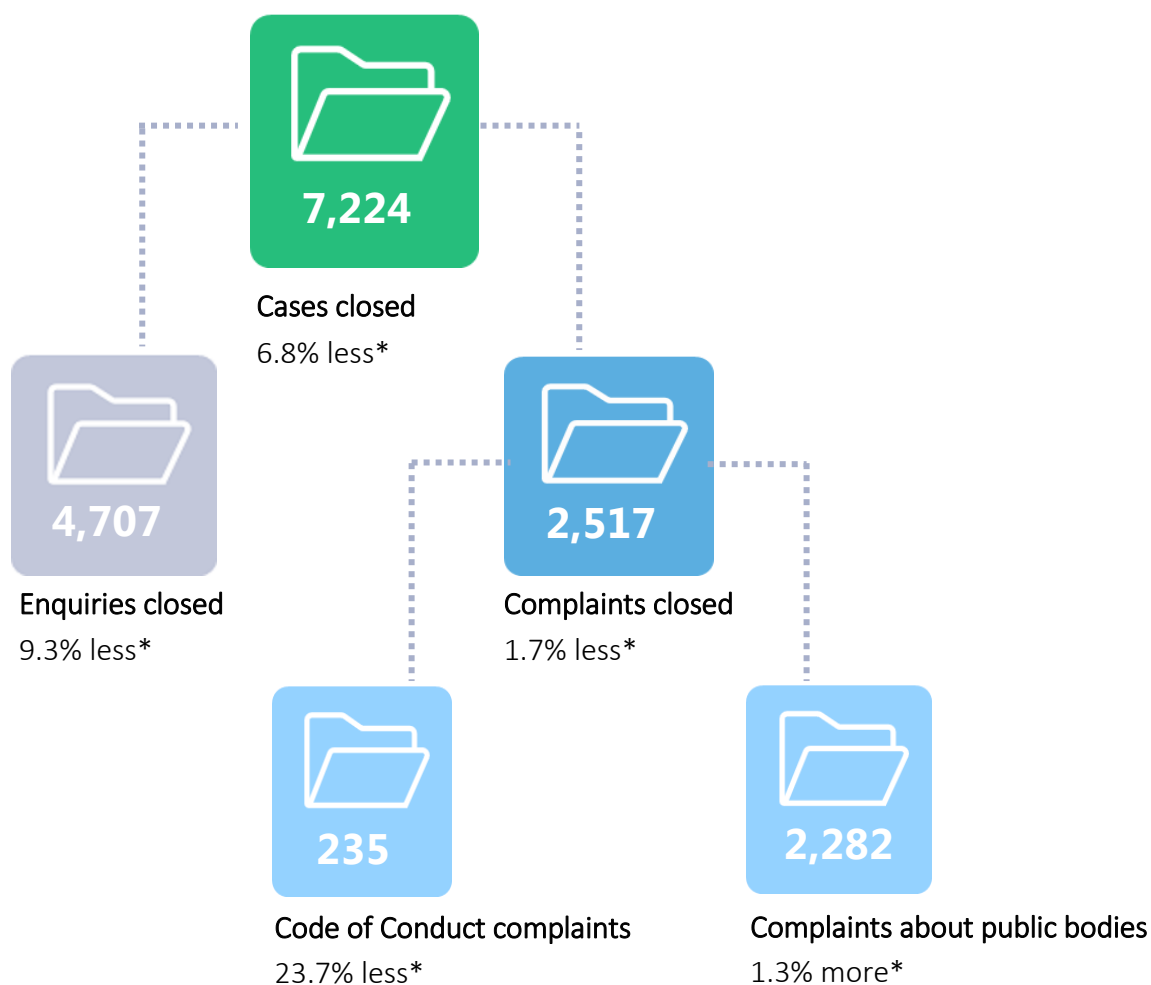 7,224
Cases closed
6.8% less*
4,707
Enquiries closed
9.3% less*
2,517
Complaints closed
1.7% less*
235
Code of Conduct complaints
23.7% less*
2,282
Complaints about public bodies
1.3% more*